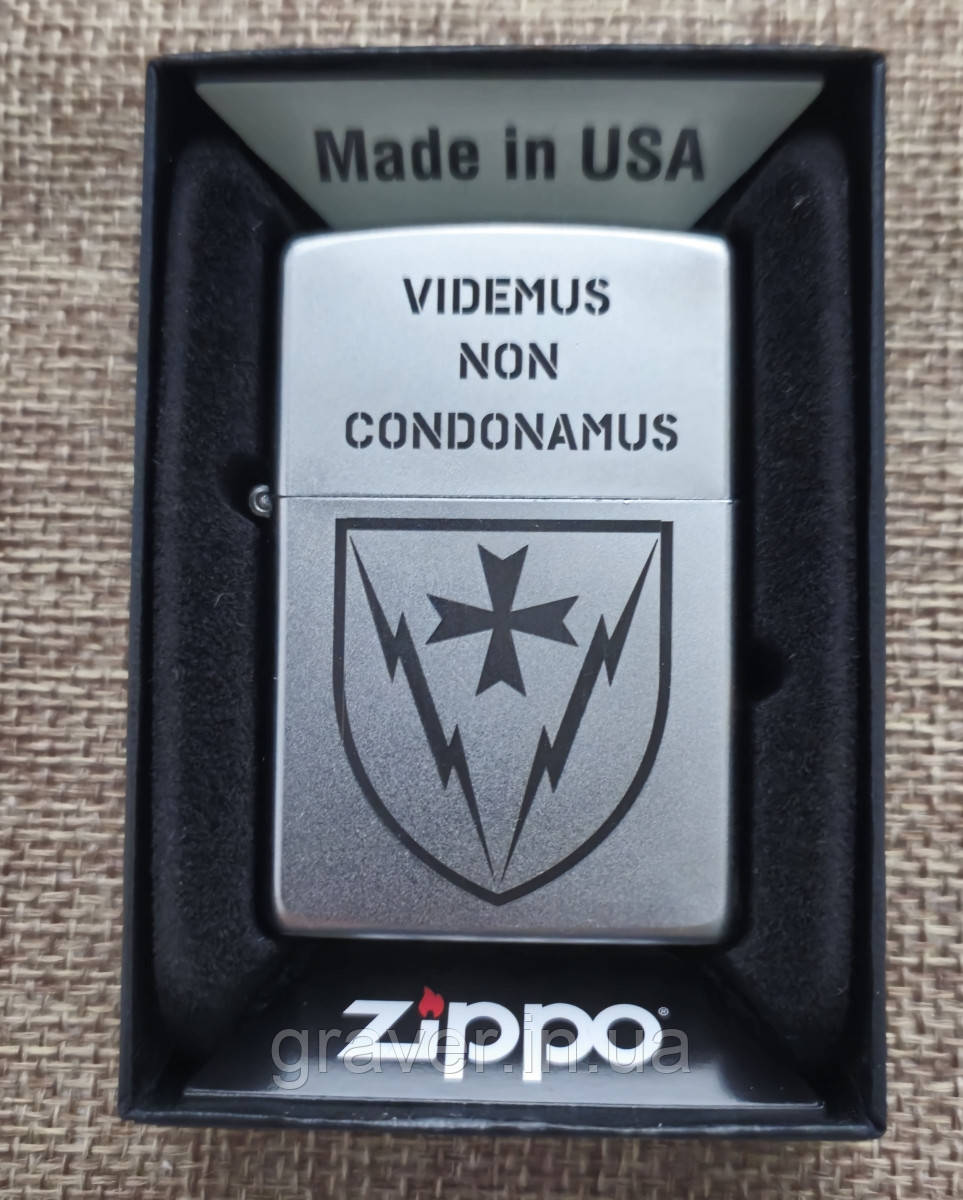 Made in USA
VIDEMUS
NON
CONDONAMUS
zippo®
graver.in.ua